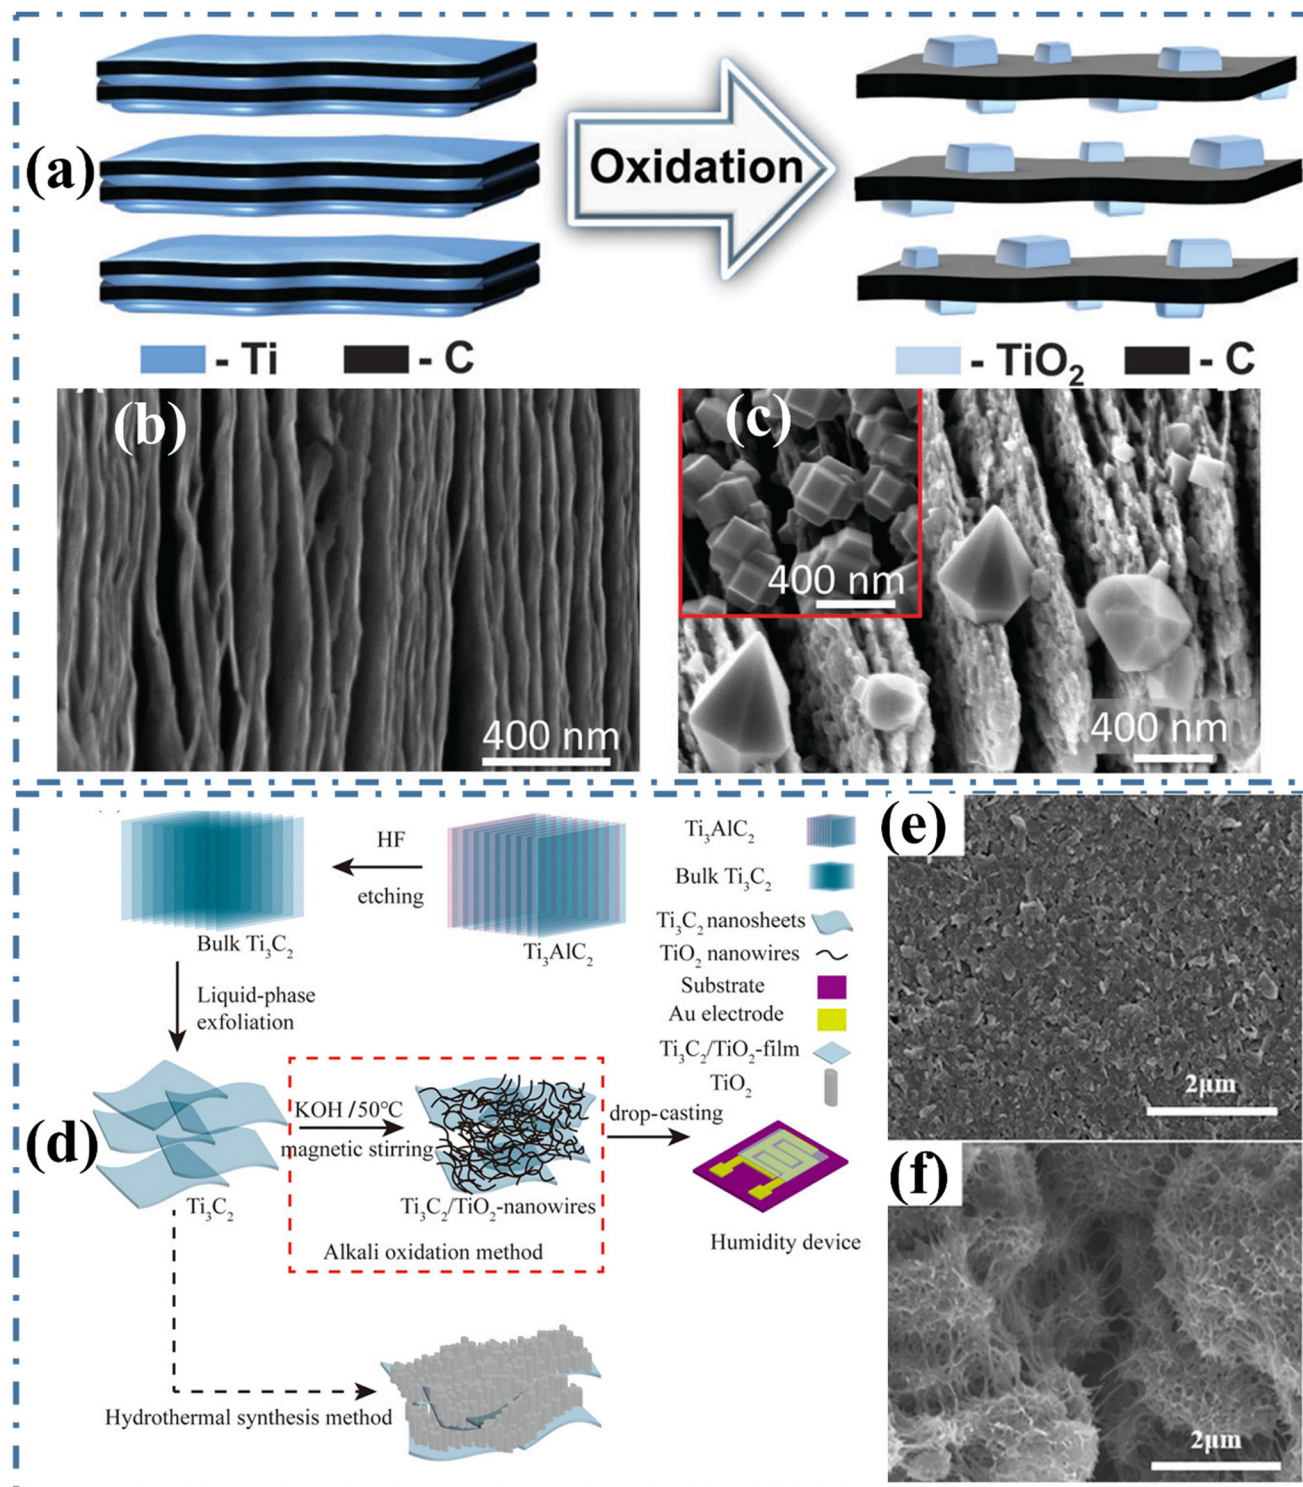 (a)
Oxidation
- Ti
- C
- TiO₂
- C
(b)
400 nm
(c)
400 nm
400 nm
(d)
Bulk Ti₃C₂
HF
etching
Ti₃AlC₂
Ti₃AlC₂
Bulk Ti₃C₂
Ti₃C₂ nanosheets
TiO₂ nanowires
Substrate
Au electrode
Ti₃C₂/TiO₂-film
TiO₂
Liquid-phase
exfoliation
Ti₃C₂
KOH /50℃
magnetic stirring
Ti₃C₂/TiO₂-nanowires
Alkali oxidation method
drop-casting
Humidity device
Hydrothermal synthesis method
(e)
2μm
(f)
2μm